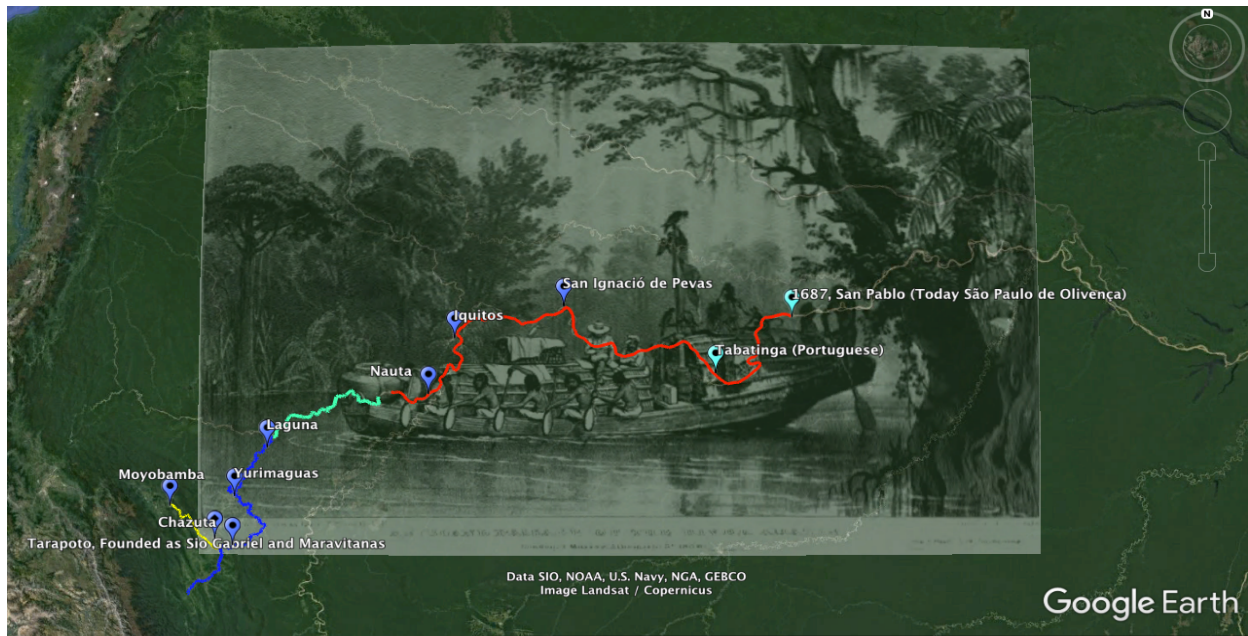 N
San Ignació de Pevas
1687, San Pablo (Today São Paulo de Olivença)
Iquitos
Tabatinga (Portuguese)
Nauta
Laguna
Moyobamba
Yurimaguas
Chazuta
Tarapoto, Founded as Sio Gabriel and Maravitanas
Data SIO, NOAA, U.S. Navy, NGA, GEBCO
Image Landsat / Copernicus
Google Earth